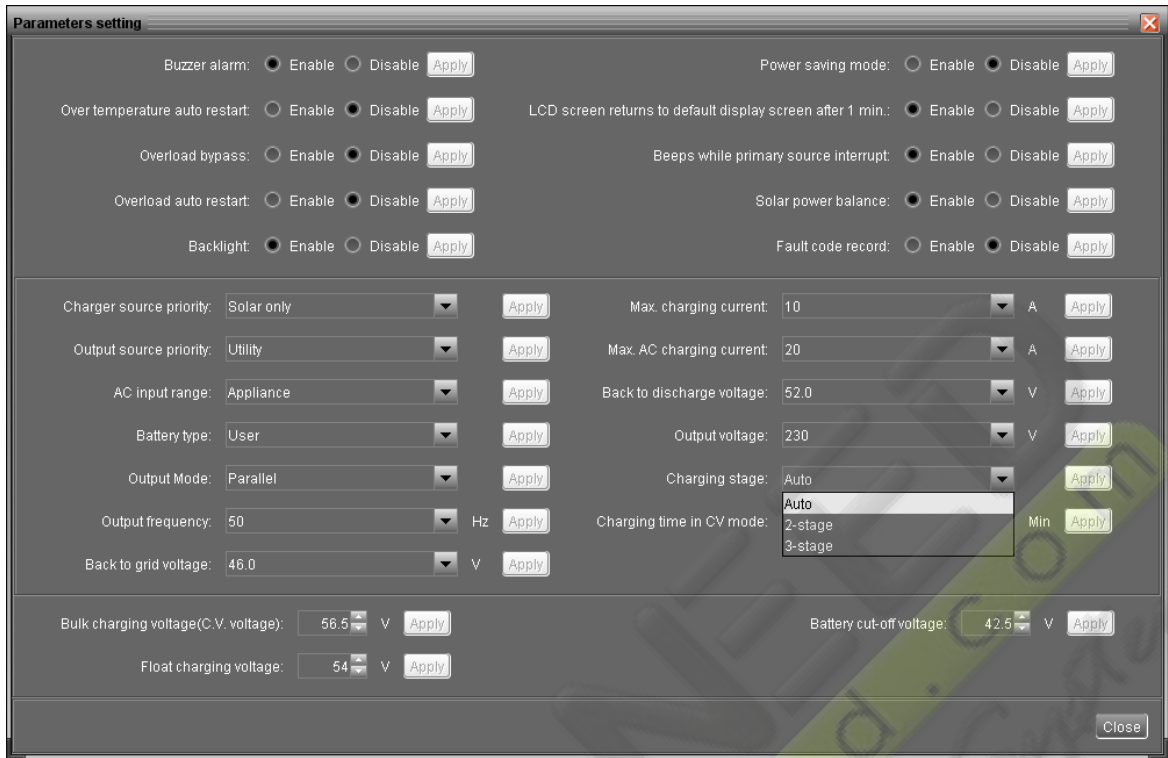 Parameters setting
Buzzer alarm: Enable Disable Apply
Power saving mode: Enable Disable Apply
Over temperature auto restart: Enable Disable Apply
LCD screen returns to default display screen after 1 min.: Enable Disable Apply
Overload bypass: Enable Disable Apply
Beeps while primary source interrupt: Enable Disable Apply
Overload auto restart: Enable Disable Apply
Solar power balance: Enable Disable Apply
Backlight: Enable Disable Apply
Fault code record: Enable Disable Apply
Charger source priority: Solar only Apply
Max. charging current: 10 A Apply
Output source priority: Utility Apply
Max. AC charging current: 20 A Apply
AC input range: Appliance Apply
Back to discharge voltage: 52.0 V Apply
Battery type: User Apply
Output voltage: 230 V Apply
Output Mode: Parallel Apply
Charging stage: Auto Apply
Auto
2-stage
3-stage
Output frequency: 50 Hz Apply
Charging time in CV mode: Min Apply
Back to grid voltage: 46.0 V Apply
Bulk charging voltage(C.V. voltage): 56.5 V Apply
Battery cut-off voltage: 42.5 V Apply
Float charging voltage: 54 V Apply
Close